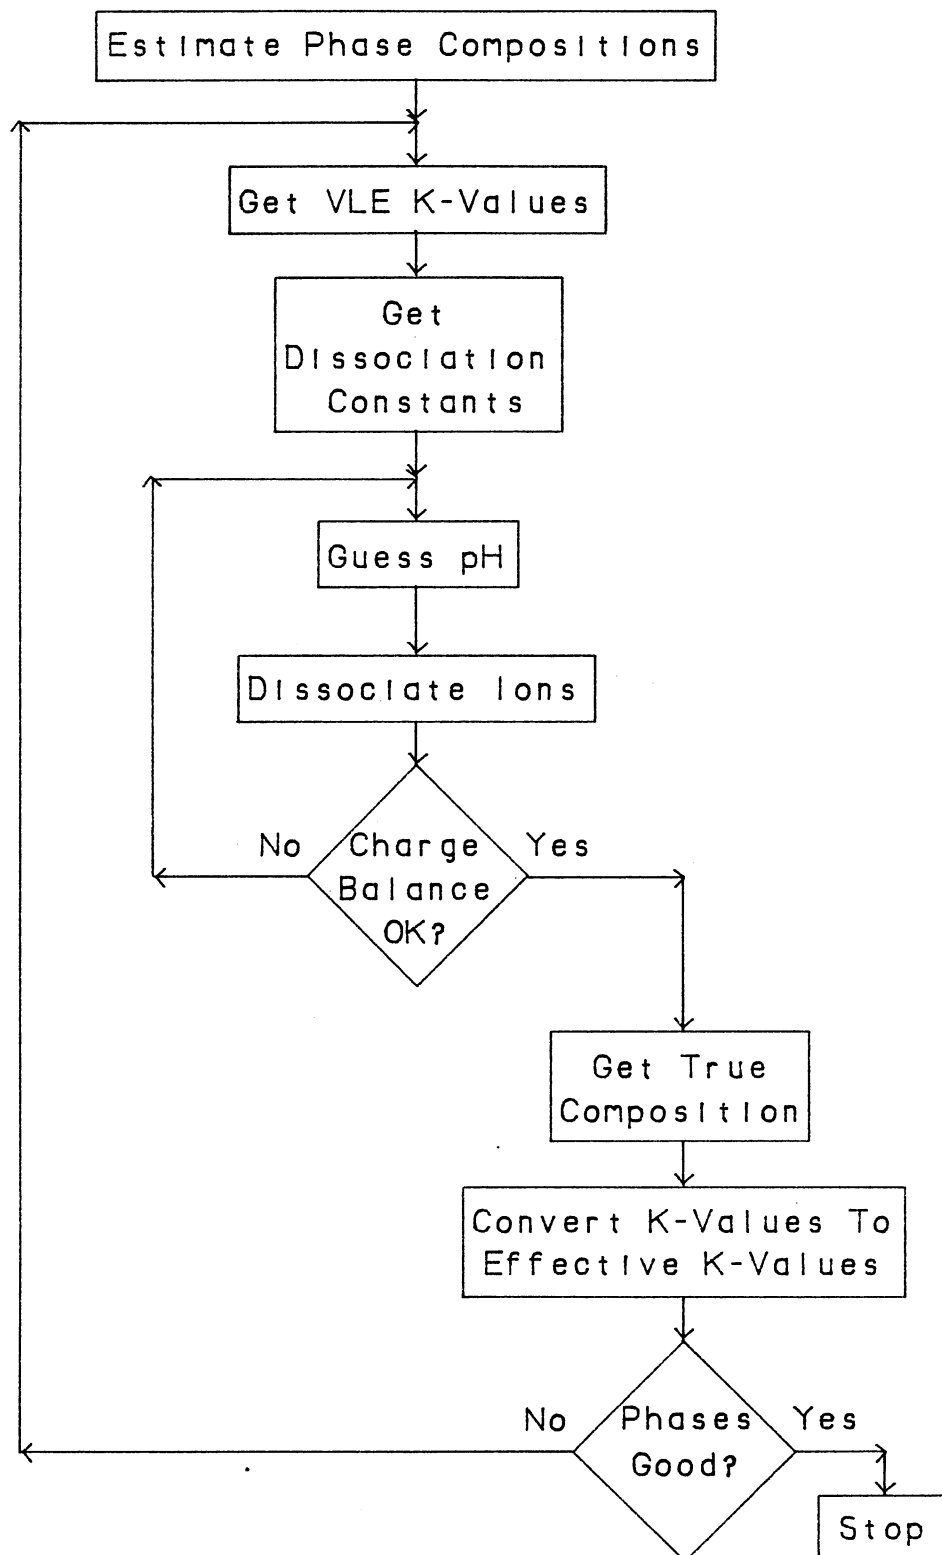 Estimate Phase Compositions
Get VLE K-Values
Get
Dissociation
Constants
Guess pH
Dissociate Ions
No
Charge
Balance
OK?
Yes
Get True
Composition
Convert K-Values To
Effective K-Values
No
Phases
Good?
Yes
Stop